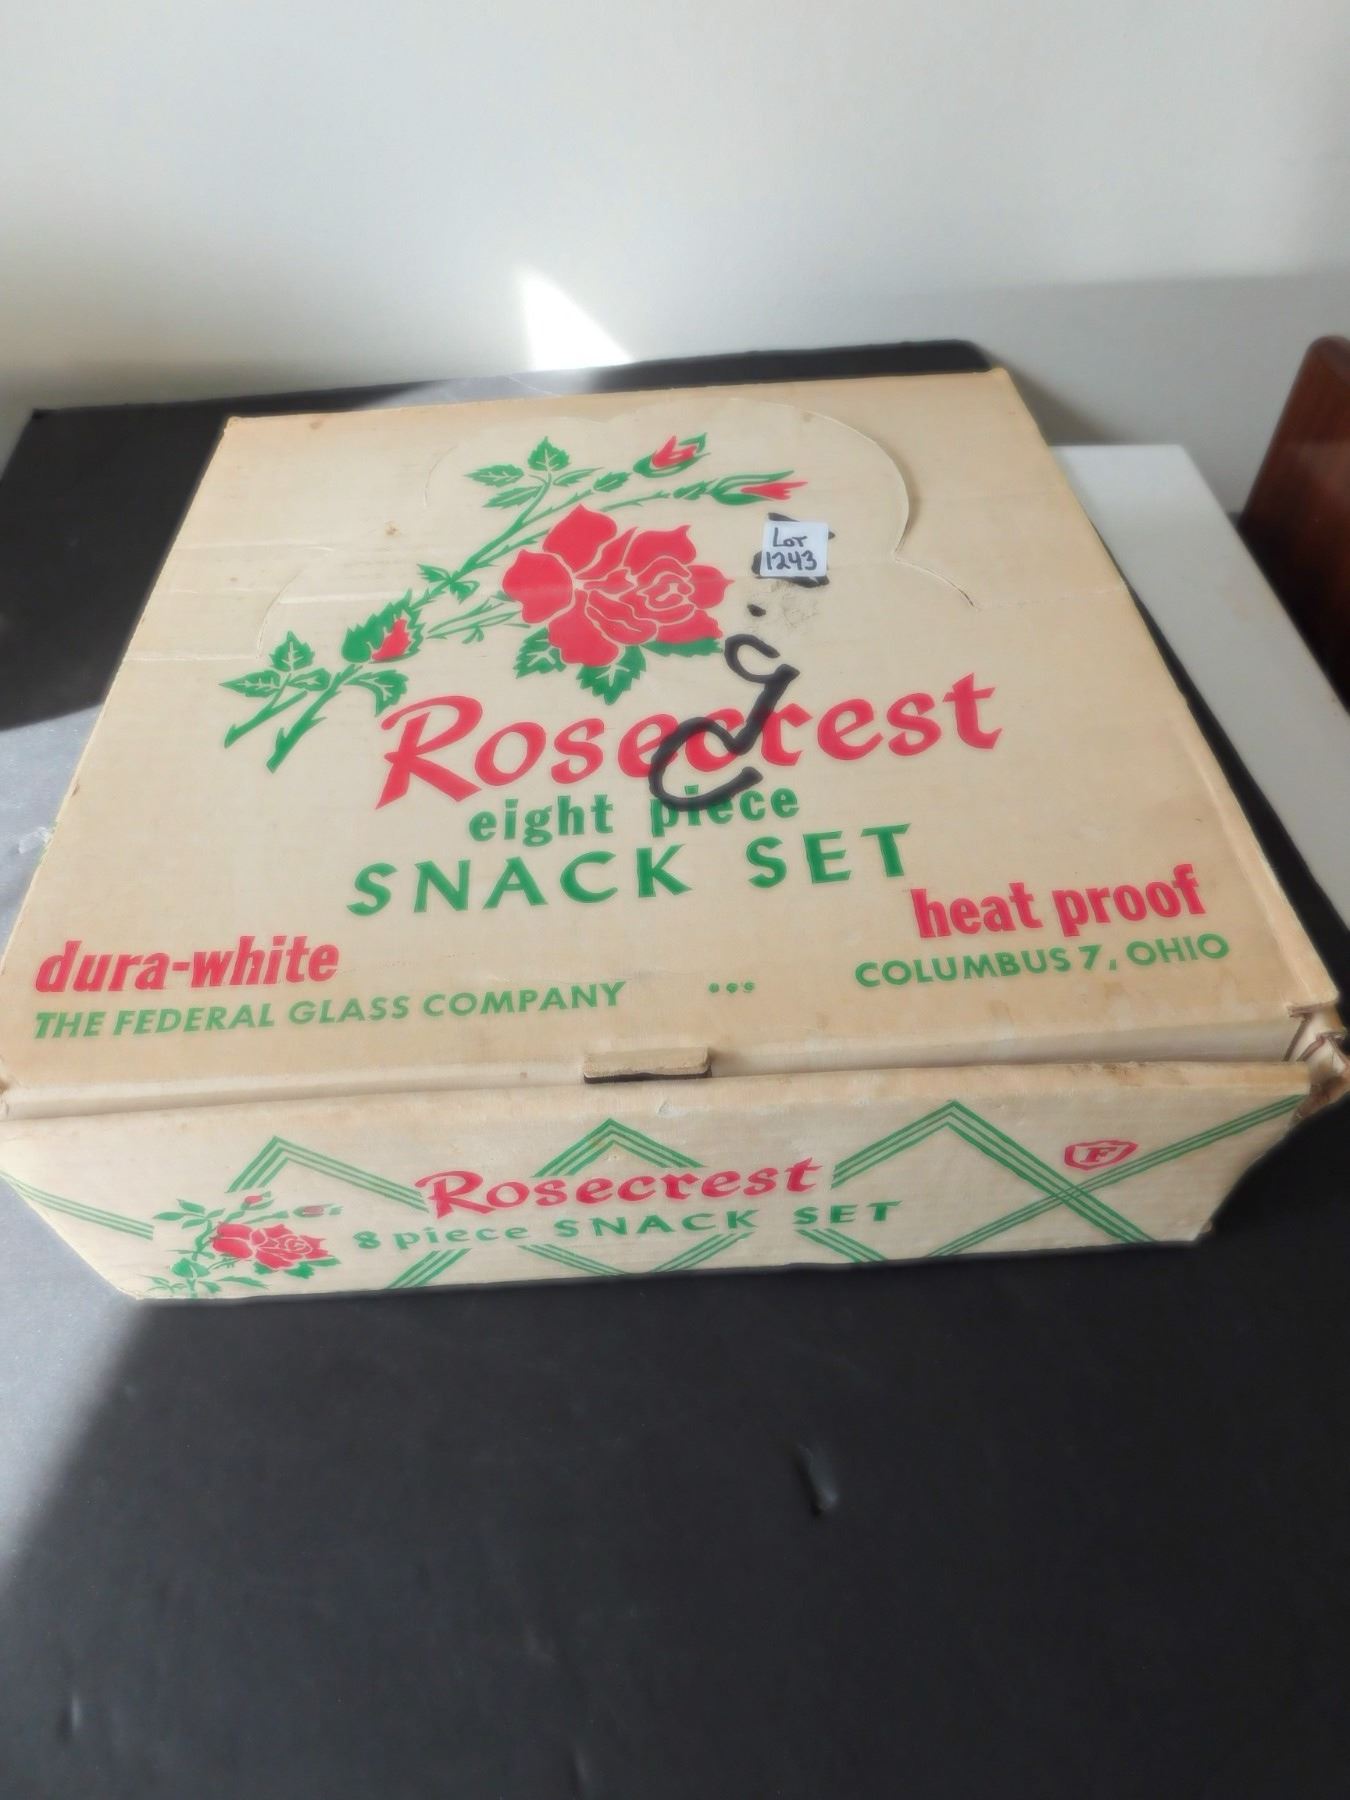 LOT
1243
Rosecrest
eight piece
SNACK SET
dura-white
heat proof
THE FEDERAL GLASS COMPANY ... COLUMBUS 7, OHIO
Rosecrest
8 piece SNACK SET
F